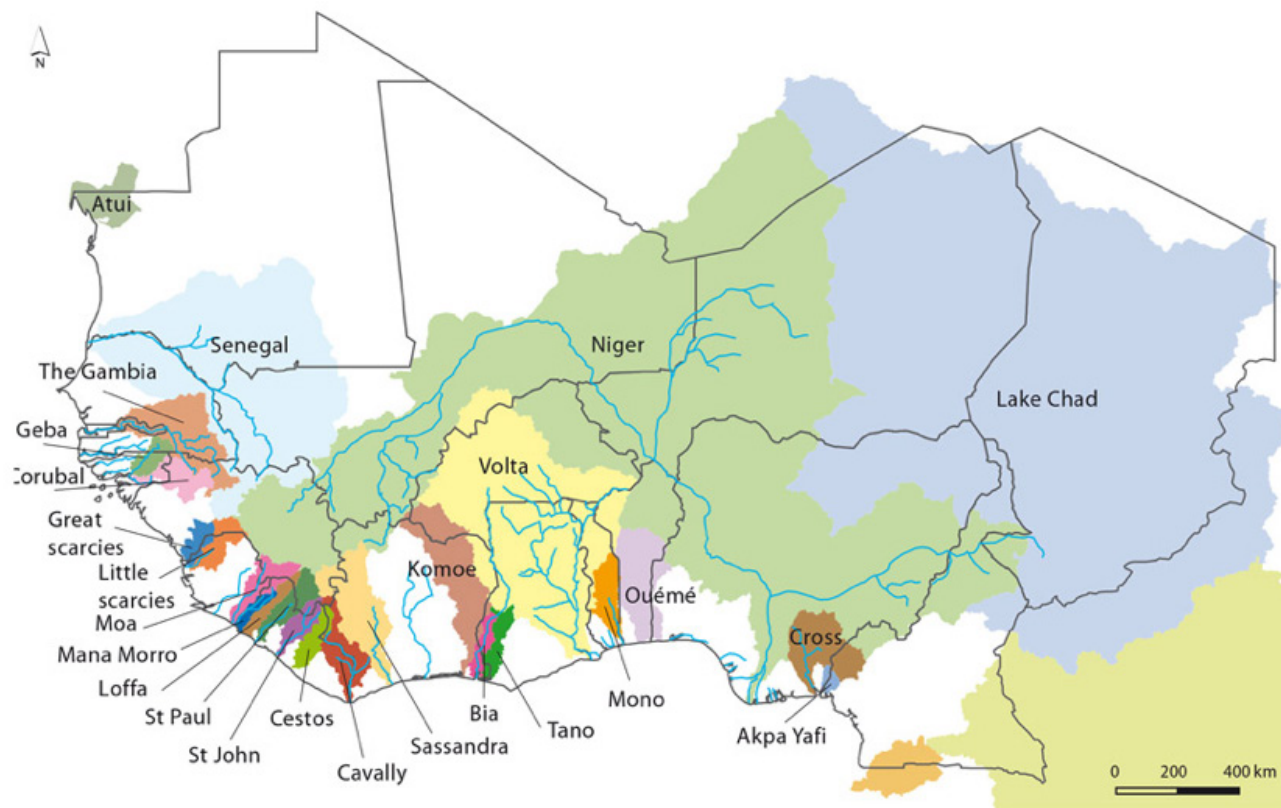 N
Atui
Senegal
Niger
The Gambia
Lake Chad
Geba
Volta
Corubal
Great
scarcies
Komoe
Little
scarcies
Ouémé
Moa
Cross
Mana Morro
Loffa
Mono
St Paul
Cestos
Bia
Tano
Akpa Yafi
St John
Sassandra
Cavally
0 200 400 km